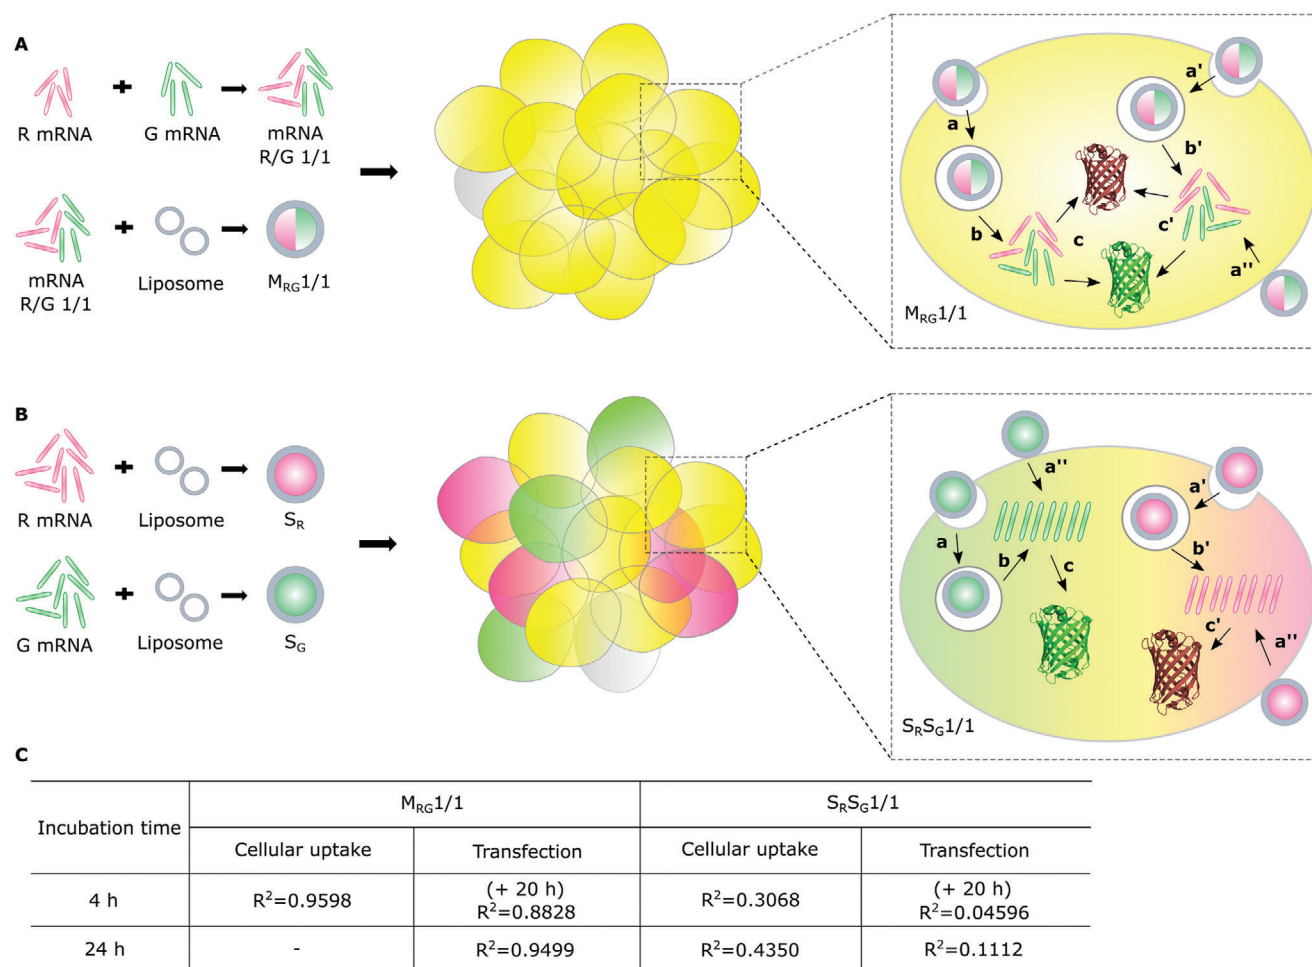 A
R mRNA
+
G mRNA
mRNA
R/G 1/1
mRNA
R/G 1/1
+
Liposome
M_RG1/1
a
b
c
a'
b'
c'
a''
M_RG1/1
B
R mRNA
+
Liposome
S_R
G mRNA
+
Liposome
S_G
a''
a
b
c
a'
b'
c'
a''
S_RS_G1/1
C
Incubation time
M_RG1/1
S_RS_G1/1
Cellular uptake
Transfection
Cellular uptake
Transfection
4 h
R²=0.9598
(+ 20 h)
R²=0.8828
R²=0.3068
(+ 20 h)
R²=0.04596
24 h
-
R²=0.9499
R²=0.4350
R²=0.1112